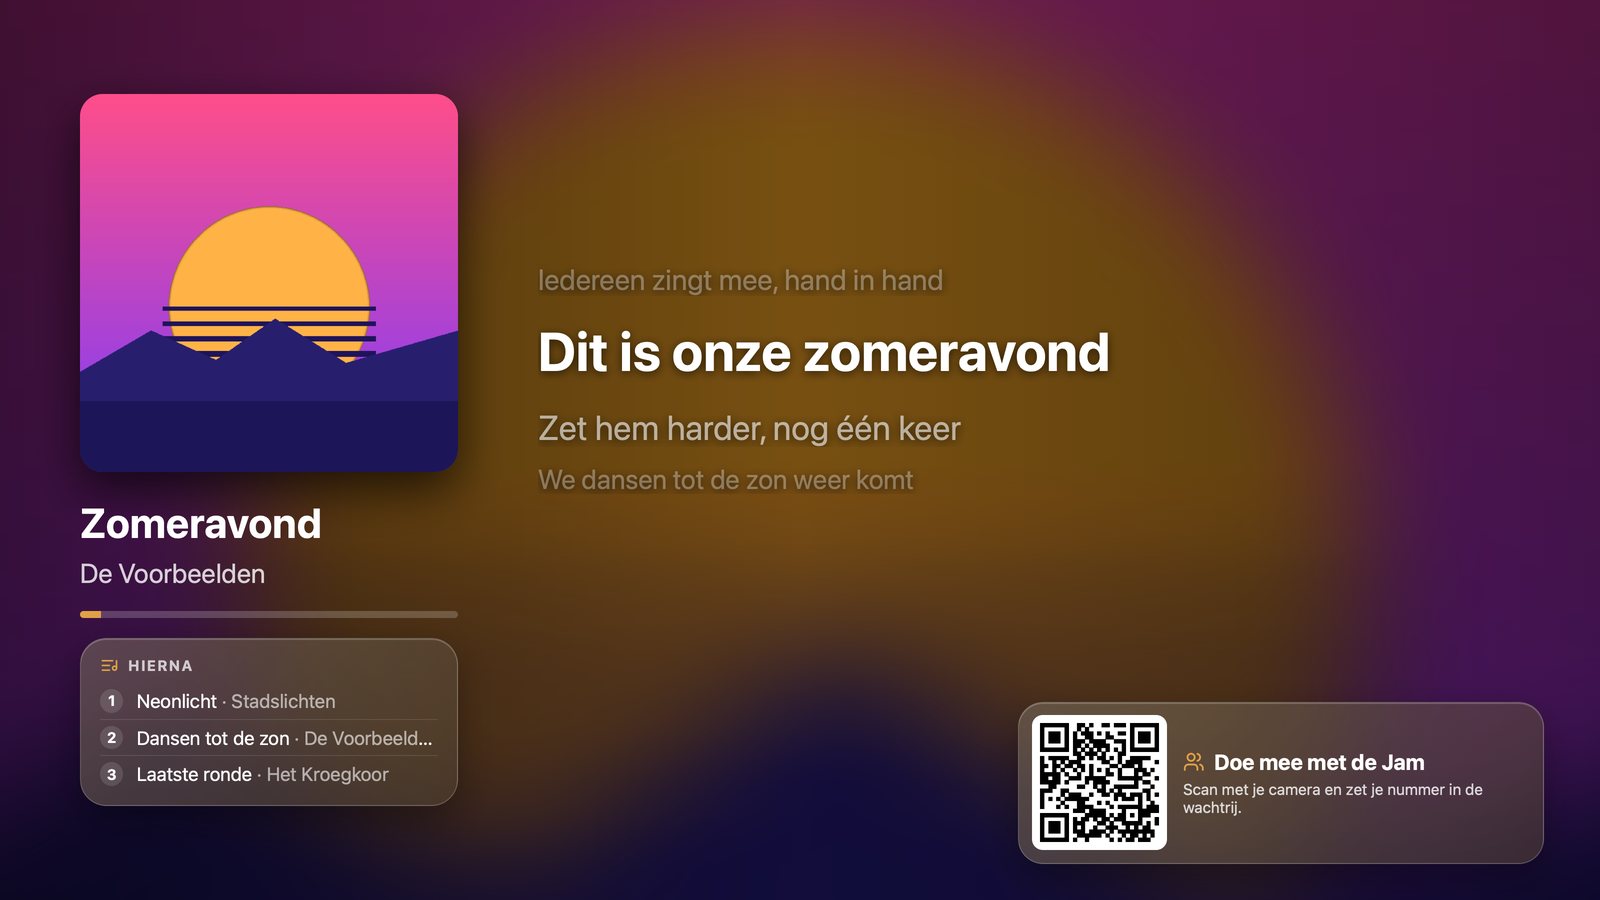 Iedereen zingt mee, hand in hand
Dit is onze zomeravond
Zet hem harder, nog één keer
We dansen tot de zon weer komt
Zomeravond
De Voorbeelden
HIERNA
1 Neonlicht · Stadslichten
2 Dansen tot de zon · De Voorbeeld...
3 Laatste ronde · Het Kroegkoor
Doe mee met de Jam
Scan met je camera en zet je nummer in de
wachtrij.